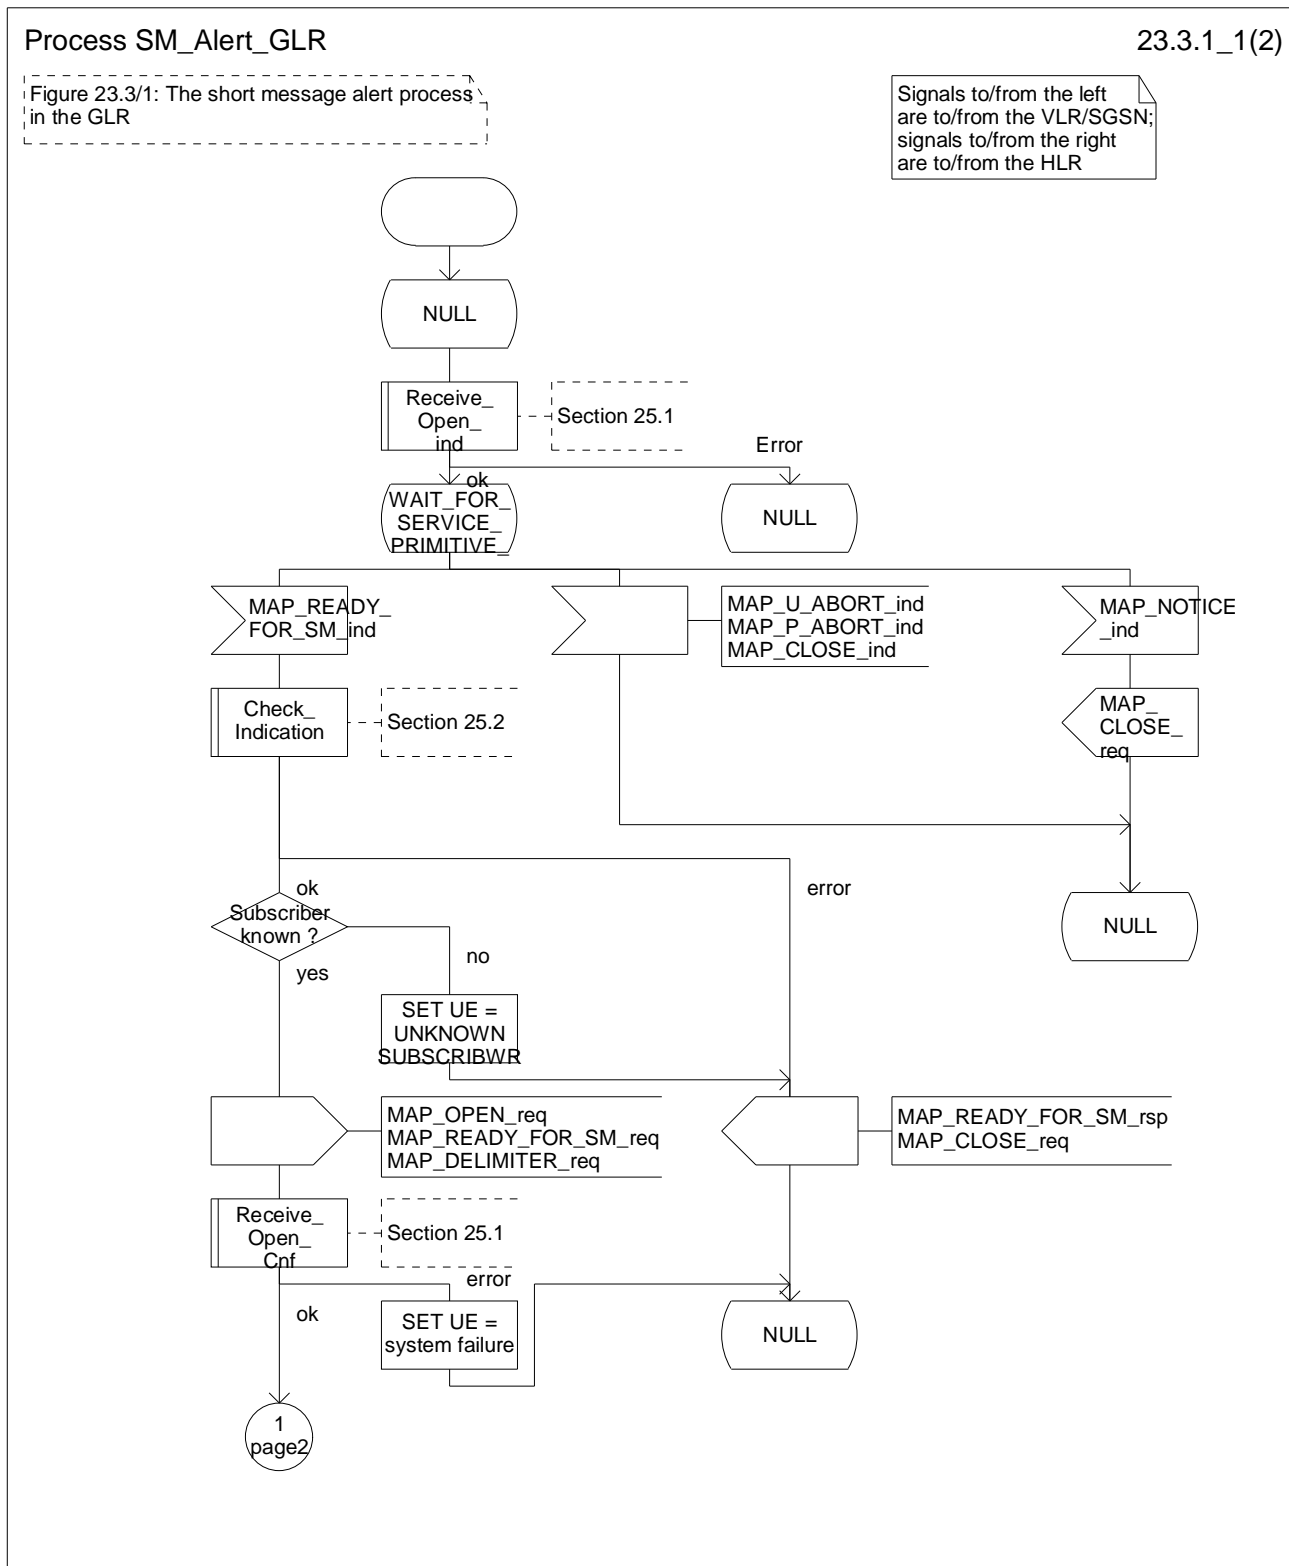 Process SM_Alert_GLR
23.3.1_1(2)
Figure 23.3/1: The short message alert process
in the GLR
Signals to/from the left
are to/from the VLR/SGSN;
signals to/from the right
are to/from the HLR
NULL
Receive_
Open_
ind
Section 25.1
Error
ok
WAIT_FOR_
SERVICE_
PRIMITIVE_
NULL
MAP_READY_
FOR_SM_ind
MAP_U_ABORT_ind
MAP_P_ABORT_ind
MAP_CLOSE_ind
MAP_NOTICE
_ind
Check_
Indication
Section 25.2
MAP_
CLOSE_
req
ok
error
Subscriber
known ?
NULL
no
yes
SET UE =
UNKNOWN
SUBSCRIBWR
MAP_OPEN_req
MAP_READY_FOR_SM_req
MAP_DELIMITER_req
MAP_READY_FOR_SM_rsp
MAP_CLOSE_req
Receive_
Open_
Cnf
Section 25.1
error
ok
SET UE =
system failure
NULL
1
page2